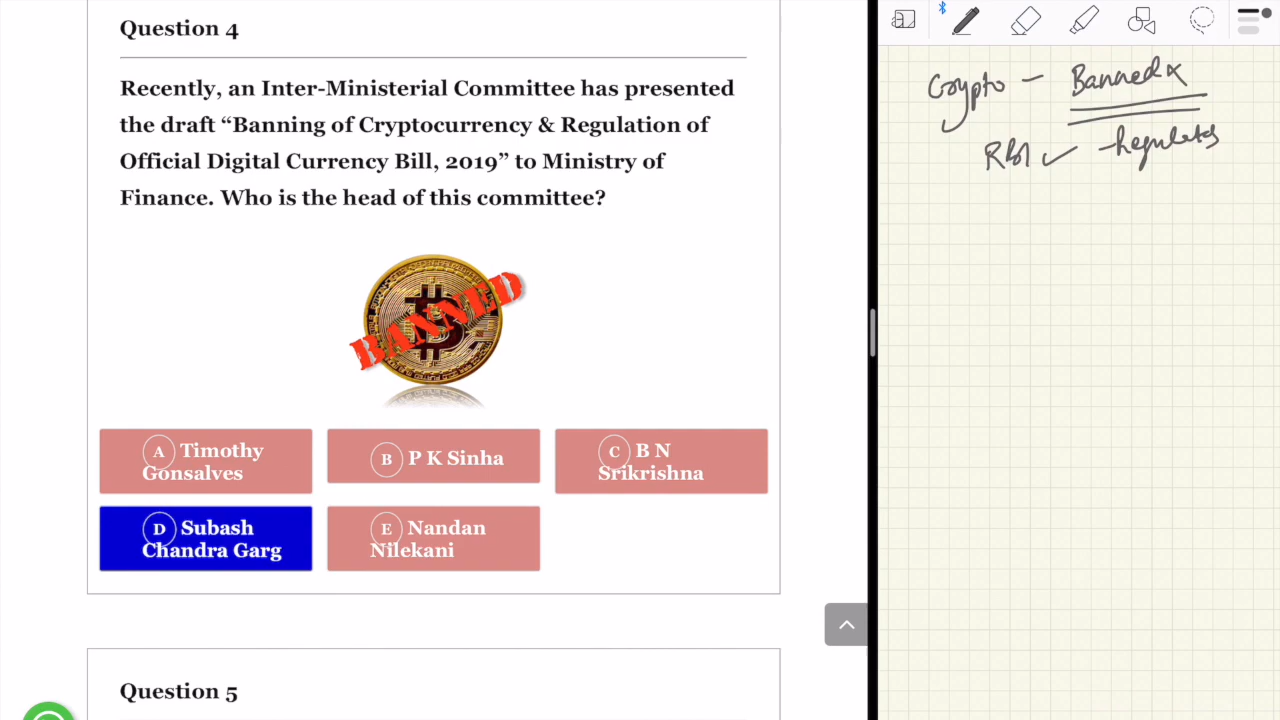 Question 4
Recently, an Inter-Ministerial Committee has presented
the draft “Banning of Cryptocurrency & Regulation of
Official Digital Currency Bill, 2019” to Ministry of
Finance. Who is the head of this committee?
BANNED
A Timothy
Gonsalves
B P K Sinha
C B N
Srikrishna
D Subash
Chandra Garg
E Nandan
Nilekani
Question 5
Crypto - Banned x
RBI ✓ - Regulates